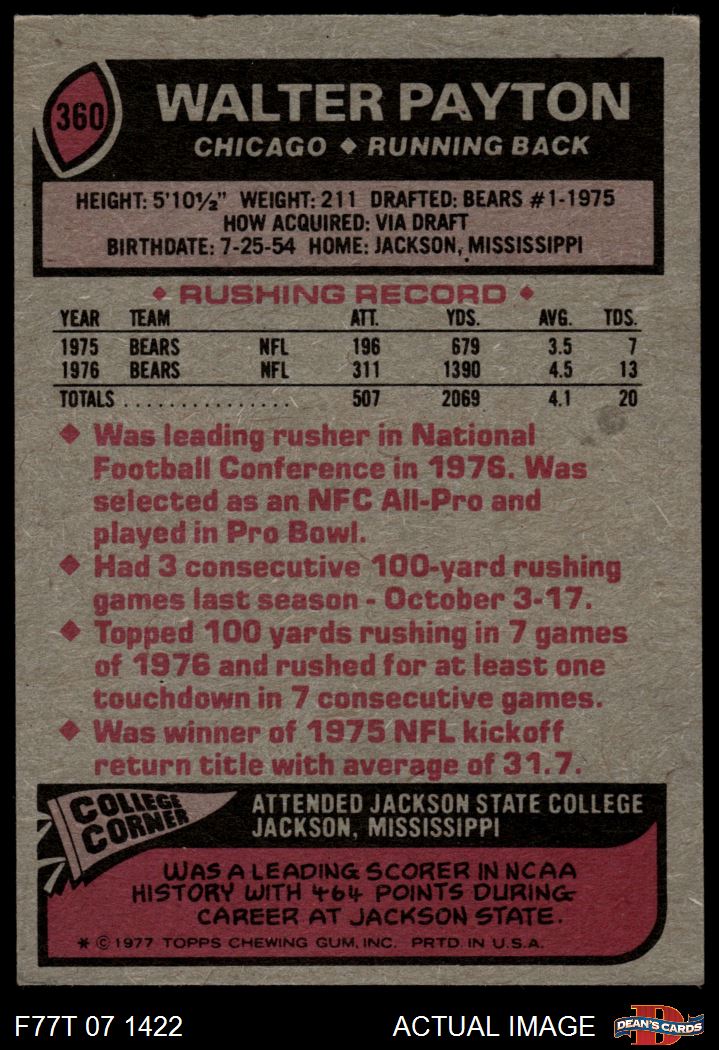 360
WALTER PAYTON
CHICAGO ♦ RUNNING BACK
HEIGHT: 5'10½" WEIGHT: 211 DRAFTED: BEARS #1-1975
HOW ACQUIRED: VIA DRAFT
BIRTHDATE: 7-25-54 HOME: JACKSON, MISSISSIPPI
♦ RUSHING RECORD ♦
YEAR TEAM ATT. YDS. AVG. TDS.
1975 BEARS NFL 196 679 3.5 7
1976 BEARS NFL 311 1390 4.5 13
TOTALS . . . . . . . . . . . . . . . . 507 2069 4.1 20
♦ Was leading rusher in National
Football Conference in 1976. Was
selected as an NFC All-Pro and
played in Pro Bowl.
♦ Had 3 consecutive 100-yard rushing
games last season - October 3-17.
♦ Topped 100 yards rushing in 7 games
of 1976 and rushed for at least one
touchdown in 7 consecutive games.
♦ Was winner of 1975 NFL kickoff
return title with average of 31.7.
COLLEGE
CORNER
ATTENDED JACKSON STATE COLLEGE
JACKSON, MISSISSIPPI
WAS A LEADING SCORER IN NCAA
HISTORY WITH 464 POINTS DURING
CAREER AT JACKSON STATE.
* © 1977 TOPPS CHEWING GUM, INC. PRTD. IN U.S.A.
F77T 07 1422 ACTUAL IMAGE
D
DEAN'S CARDS